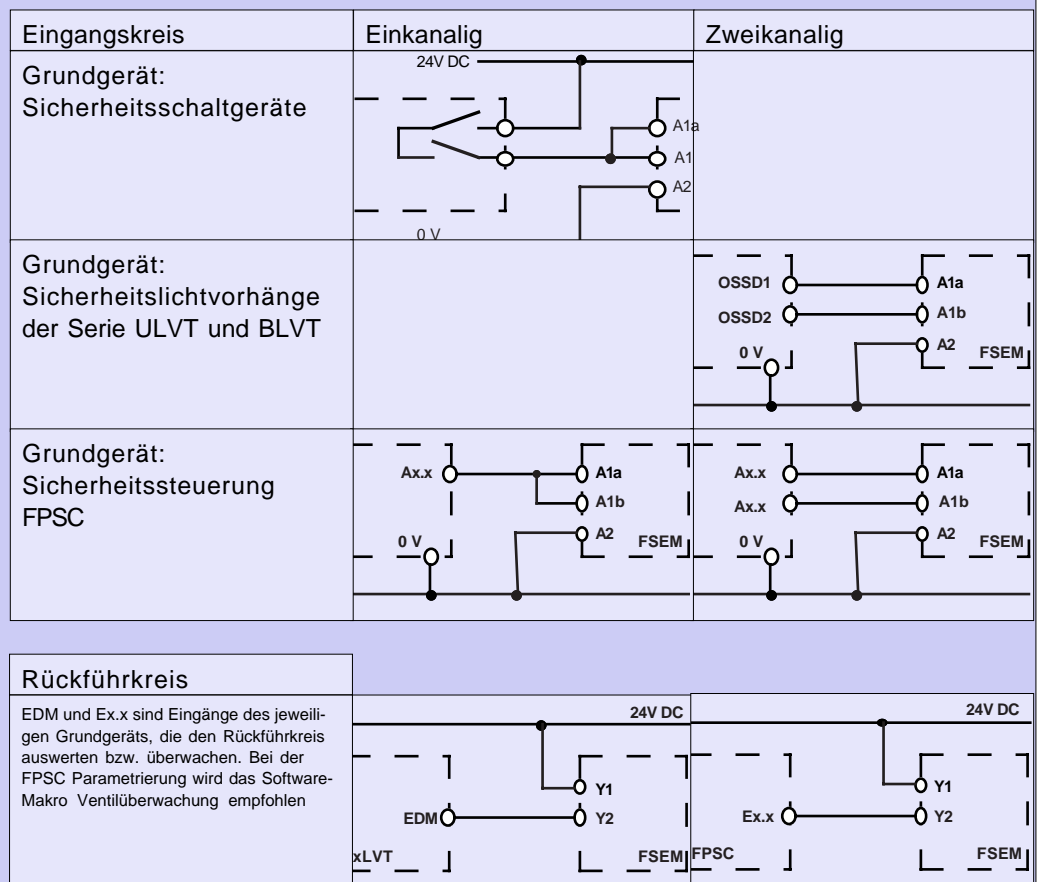 Eingangskreis
Einkanalig
Zweikanalig
Grundgerät:
Sicherheitsschaltgeräte
24V DC
A1a
A1
A2
0 V
Grundgerät:
Sicherheitslichtvorhänge
der Serie ULVT und BLVT
OSSD1
A1a
OSSD2
A1b
0 V
A2
FSEM
Grundgerät:
Sicherheitssteuerung
FPSC
Ax.x
A1a
A1b
0 V
A2
FSEM
Ax.x
A1a
Ax.x
A1b
0 V
A2
FSEM
Rückführkreis
EDM und Ex.x sind Eingänge des jeweili-
gen Grundgeräts, die den Rückführkreis
auswerten bzw. überwachen. Bei der
FPSC Parametrierung wird das Software-
Makro Ventilüberwachung empfohlen
24V DC
Y1
EDM
Y2
xLVT
FSEM
24V DC
Y1
Ex.x
Y2
FPSC
FSEM